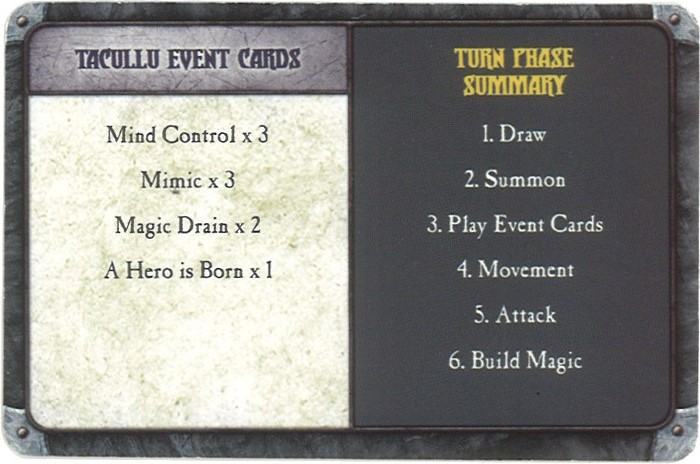 TACULLU EVENT CARDS
Mind Control x 3
Mimic x 3
Magic Drain x 2
A Hero is Born x 1
TURN PHASE
SUMMARY
1. Draw
2. Summon
3. Play Event Cards
4. Movement
5. Attack
6. Build Magic